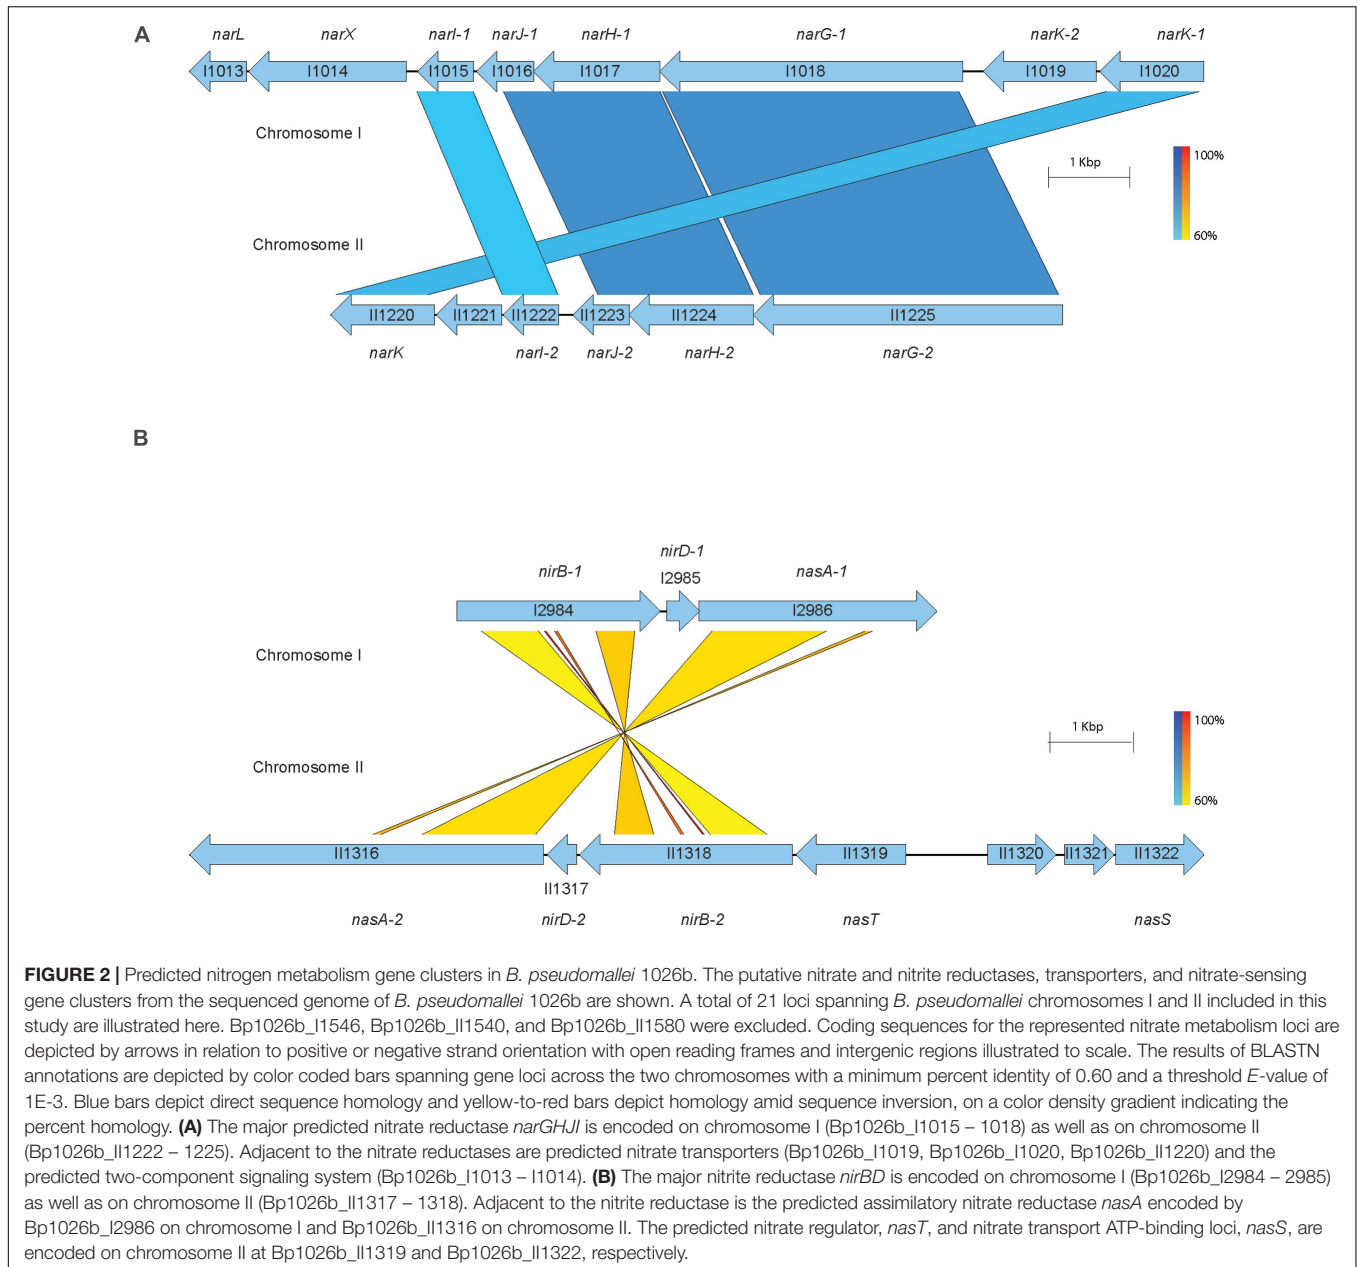 A
narL narX narI-1 narJ-1 narH-1 narG-1 narK-2 narK-1
I1013 I1014 I1015 I1016 I1017 I1018 I1019 I1020
Chromosome I
100%
1 Kbp
60%
Chromosome II
II1220 II1221 II1222 II1223 II1224 II1225
narK narI-2 narJ-2 narH-2 narG-2
B
nirD-1
nirB-1 I2985 nasA-1
I2984 I2986
Chromosome I
100%
1 Kbp
Chromosome II
60%
II1316 II1318 II1319 II1320 II1321 II1322
II1317
nasA-2 nirD-2 nirB-2 nasT nasS
FIGURE 2 | Predicted nitrogen metabolism gene clusters in B. pseudomallei 1026b. The putative nitrate and nitrite reductases, transporters, and nitrate-sensing
gene clusters from the sequenced genome of B. pseudomallei 1026b are shown. A total of 21 loci spanning B. pseudomallei chromosomes I and II included in this
study are illustrated here. Bp1026b_I1546, Bp1026b_II1540, and Bp1026b_II1580 were excluded. Coding sequences for the represented nitrate metabolism loci are
depicted by arrows in relation to positive or negative strand orientation with open reading frames and intergenic regions illustrated to scale. The results of BLASTN
annotations are depicted by color coded bars spanning gene loci across the two chromosomes with a minimum percent identity of 0.60 and a threshold E-value of
1E-3. Blue bars depict direct sequence homology and yellow-to-red bars depict homology amid sequence inversion, on a color density gradient indicating the
percent homology. (A) The major predicted nitrate reductase narGHJI is encoded on chromosome I (Bp1026b_I1015 – 1018) as well as on chromosome II
(Bp1026b_II1222 – 1225). Adjacent to the nitrate reductases are predicted nitrate transporters (Bp1026b_I1019, Bp1026b_I1020, Bp1026b_II1220) and the
predicted two-component signaling system (Bp1026b_I1013 – I1014). (B) The major nitrite reductase nirBD is encoded on chromosome I (Bp1026b_I2984 – 2985)
as well as on chromosome II (Bp1026b_II1317 – 1318). Adjacent to the nitrite reductase is the predicted assimilatory nitrate reductase nasA encoded by
Bp1026b_I2986 on chromosome I and Bp1026b_II1316 on chromosome II. The predicted nitrate regulator, nasT, and nitrate transport ATP-binding loci, nasS, are
encoded on chromosome II at Bp1026b_II1319 and Bp1026b_II1322, respectively.